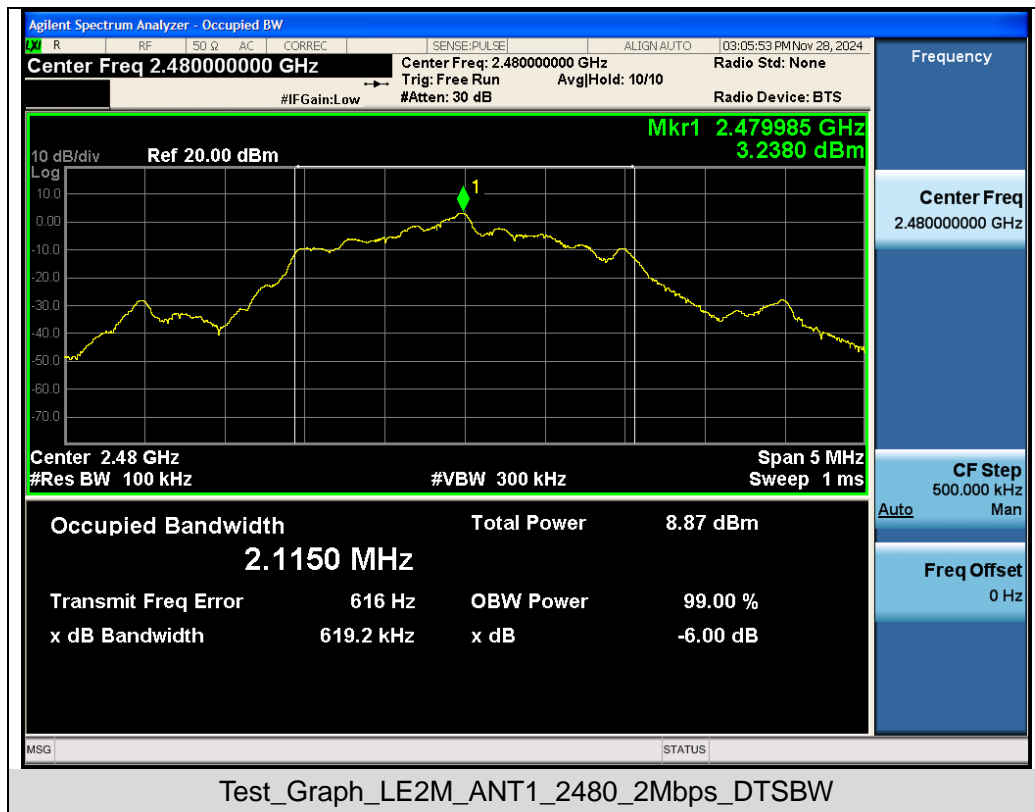 Agilent Spectrum Analyzer - Occupied BW
LXI R RF 50 Ω AC CORREC SENSE:PULSE ALIGN AUTO 03:05:53 PM Nov 28, 2024
Center Freq 2.480000000 GHz
Center Freq: 2.480000000 GHz Radio Std: None
Trig: Free Run Avg|Hold: 10/10
#IFGain:Low #Atten: 30 dB Radio Device: BTS
Mkr1 2.479985 GHz
3.2380 dBm
10 dB/div Ref 20.00 dBm
Log
1
10.0
0.00
-10.0
-20.0
-30.0
-40.0
-50.0
-60.0
-70.0
Center 2.48 GHz Span 5 MHz
#Res BW 100 kHz #VBW 300 kHz Sweep 1 ms
Occupied Bandwidth Total Power 8.87 dBm
2.1150 MHz
Transmit Freq Error 616 Hz OBW Power 99.00 %
x dB Bandwidth 619.2 kHz x dB -6.00 dB
MSG STATUS
Frequency
Center Freq
2.480000000 GHz
CF Step
500.000 kHz
Auto Man
Freq Offset
0 Hz
Test_Graph_LE2M_ANT1_2480_2Mbps_DTSBW